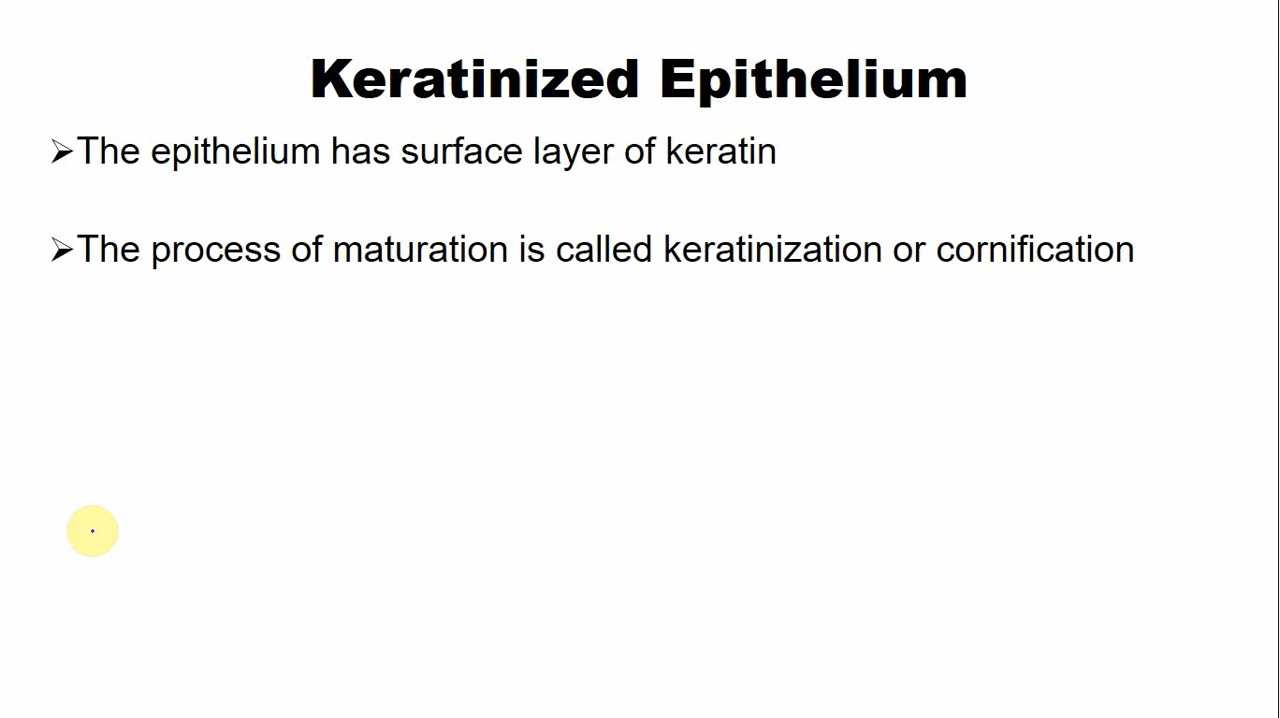 Keratinized Epithelium
➢The epithelium has surface layer of keratin
➢The process of maturation is called keratinization or cornification